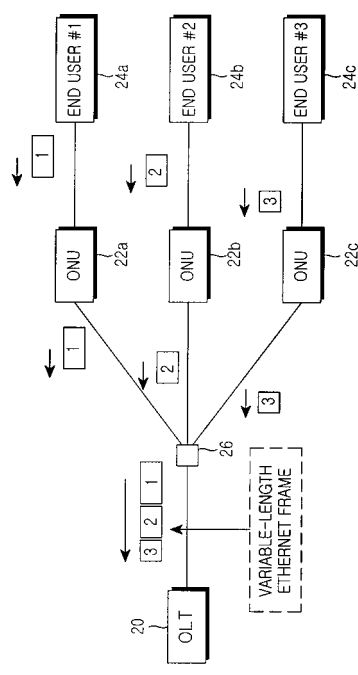 1
END USER #1
24a
1
ONU
22a
2
END USER #2
24b
2
ONU
22b
3
END USER #3
24c
3
ONU
22c
26
3 2 1
20
OLT
VARIABLE-LENGTH
ETHERNET FRAME